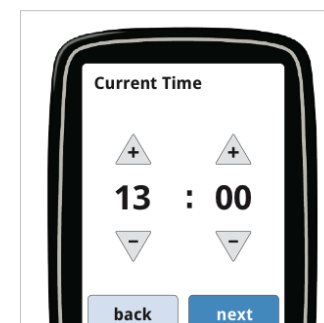 Current Time
+ +
13 : 00
− −
back next